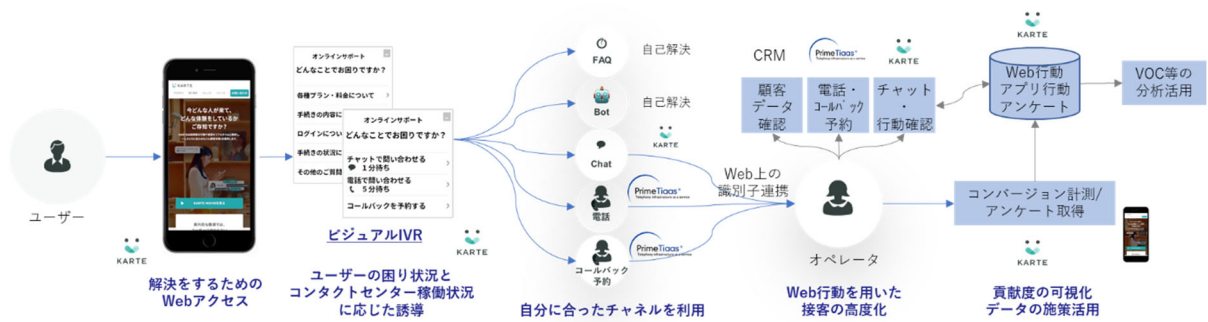 ユーザー
KARTE
今どんな人が来て、
どんな体験をしているか
ご存知ですか?
解決をするための
Webアクセス
オンラインサポート
どんなことでお困りですか?
各種プラン・料金について
手続きの内容に
ログインについ
手続きの状況に
その他のご質問
オンラインサポート
どんなことでお困りですか?
チャットで問い合わせる
1分待ち
電話で問い合わせる
5分待ち
コールバックを予約する
ビジュアルIVR
KARTE
ユーザーの困り状況と
コンタクトセンター稼働状況
に応じた誘導
FAQ
自己解決
Bot
自己解決
Chat
KARTE
電話
PrimeTiaas
Telephony infrastructure as a service
コールバック
予約
PrimeTiaas
Telephony infrastructure as a service
自分に合ったチャネルを利用
Web上の
識別子連携
CRM
PrimeTiaas
Telephony infrastructure as a service
KARTE
顧客
データ
確認
電話・
コールバック
予約
チャット
・
行動確認
オペレータ
Web行動を用いた
接客の高度化
KARTE
Web行動
アプリ行動
アンケート
VOC等の
分析活用
コンバージョン計測/
アンケート取得
KARTE
貢献度の可視化
データの施策活用